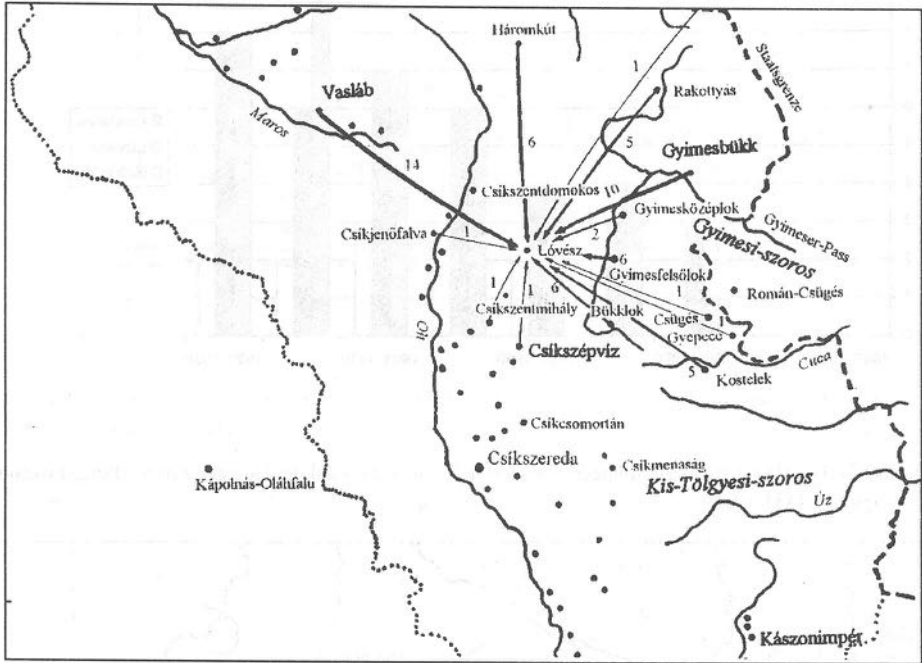 Háromkút
1
Staatsgrenze
Vasláb
Rakottyás
Maros
6
5
Gyimesbükk
14
10
Csíkszentdomokos
Gyimesközéplok
Csíkjenőfalva
1
2
Gyimeser-Pass
Lóvész
Gyimesi-szoros
6
Gyimesfelsőlok
1
1
6
1
Román-Csügés
Csíkszentmihály
Bükklok
Csügés
1
Olt
Gyepece
Csíkszépvíz
Cuca
5
Kostelek
Csíkcsomortán
Csíkszereda
Csíkmenaság
Kápolnás-Oláhfalu
Kis-Tölgyesi-szoros
Úz
Kászonimpér.